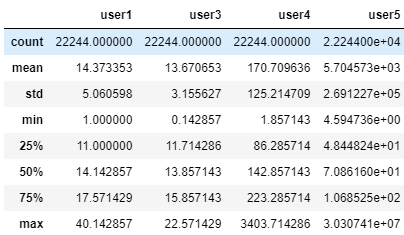 user1 user3 user4 user5
count 22244.000000 22244.000000 22244.000000 2.224400e+04
mean 14.373353 13.670653 170.709636 5.704573e+03
std 5.060598 3.155627 125.214709 2.691227e+05
min 1.000000 0.142857 1.857143 4.594736e+00
25% 11.000000 11.714286 86.285714 4.844824e+01
50% 14.142857 13.857143 142.857143 7.086160e+01
75% 17.571429 15.857143 223.285714 1.068525e+02
max 40.142857 22.571429 3403.714286 3.030741e+07